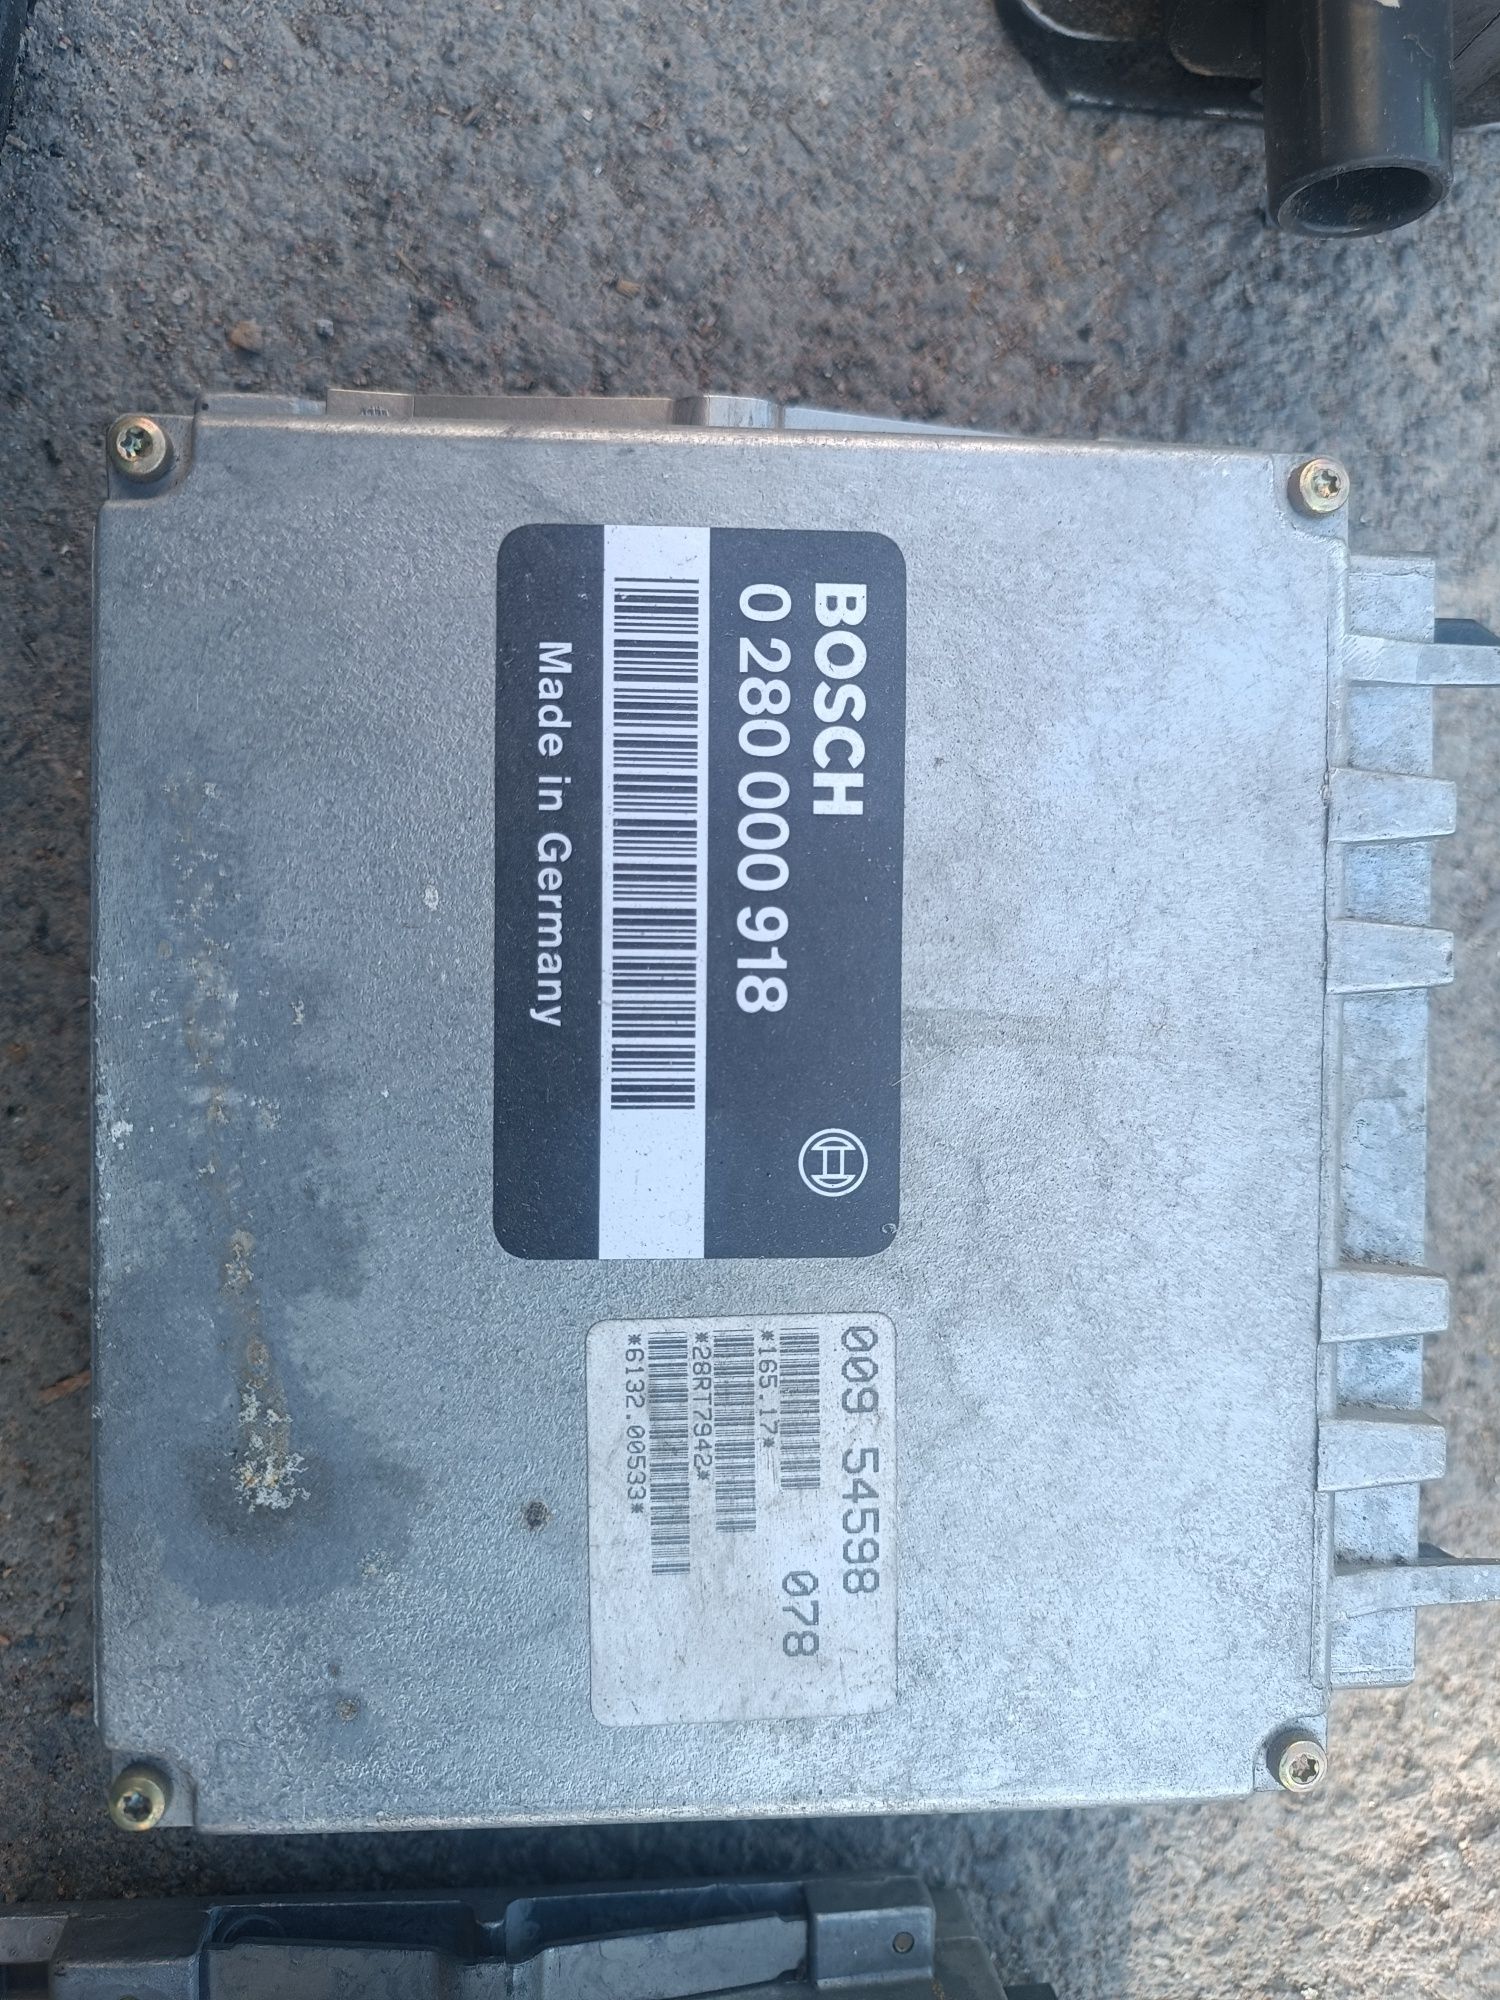 BOSCH
0 280 000 918
Made in Germany
009 54598
*165.17*
078
*28RT7942*
*6132.00533*